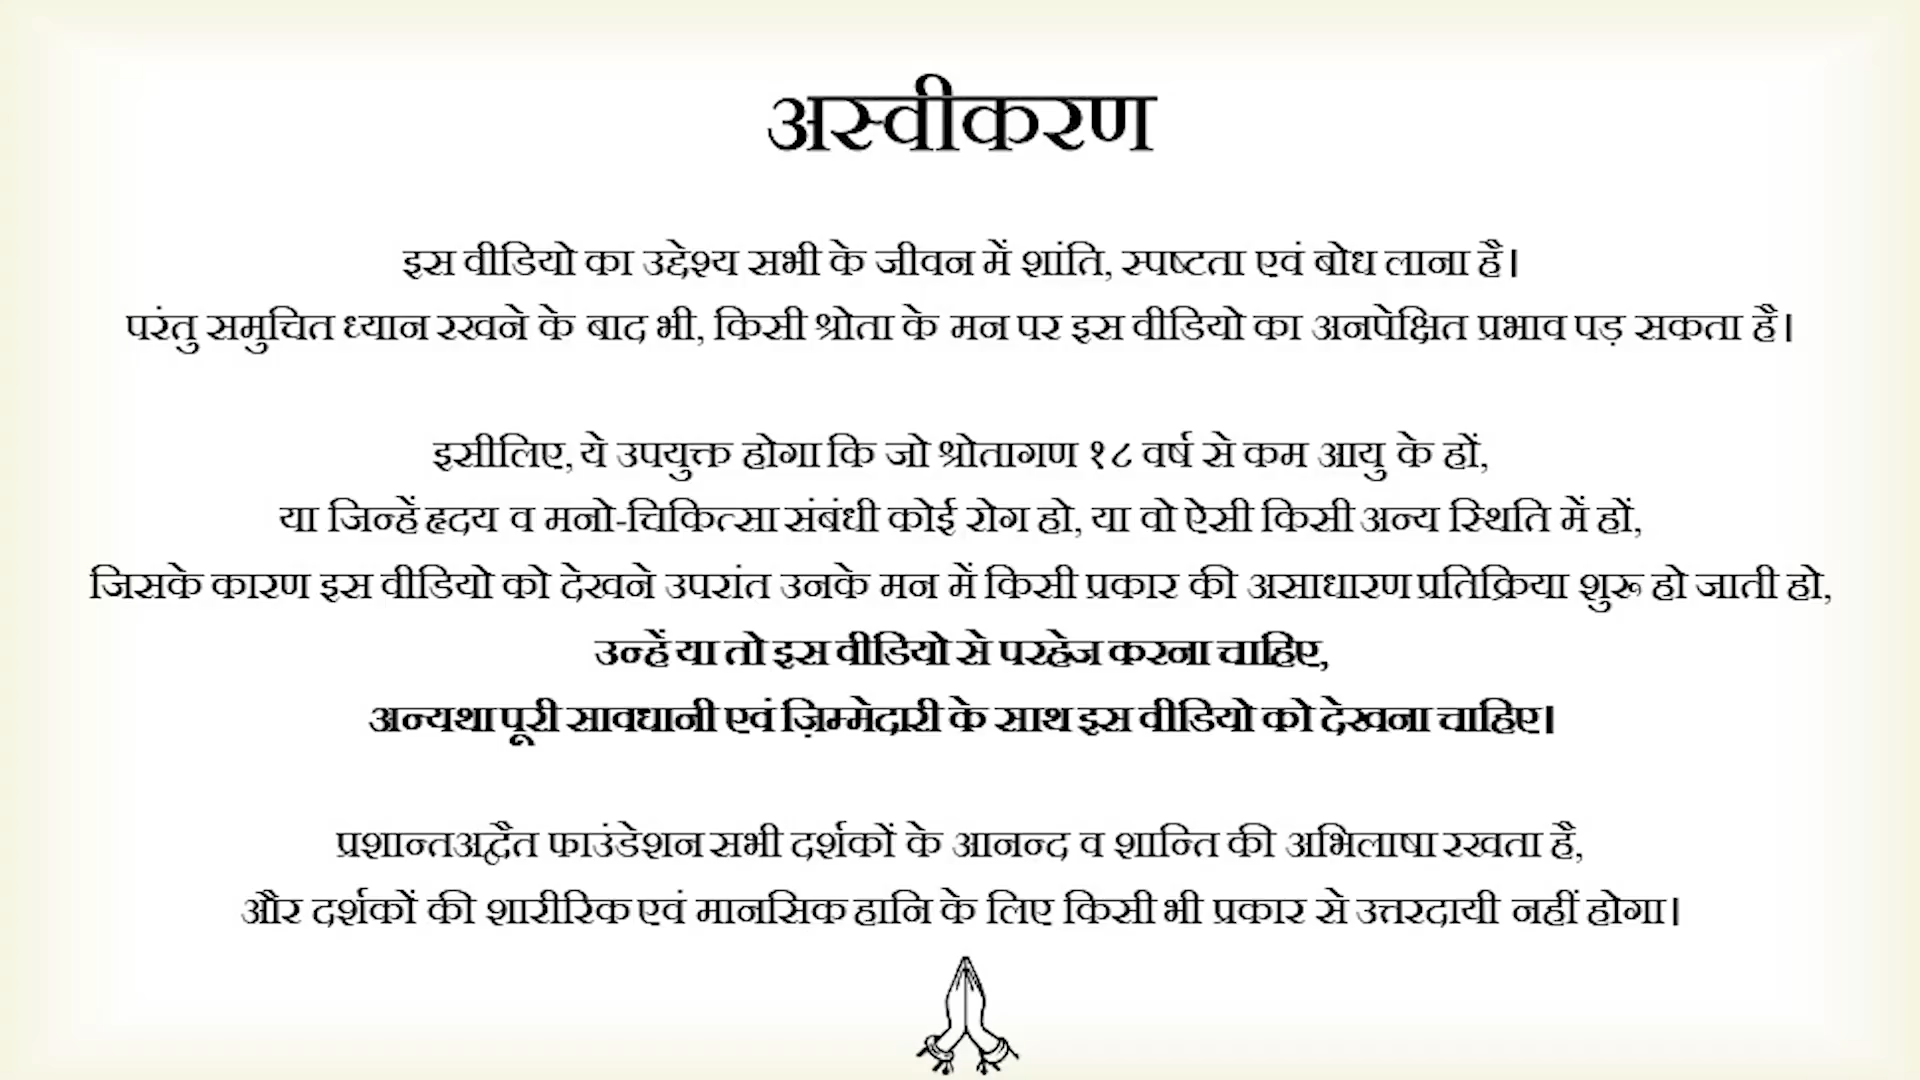 अस्वीकरण
इस वीडियो का उद्देश्य सभी के जीवन में शांति, स्पष्टता एवं बोध लाना है।
परंतु समुचित ध्यान रखने के बाद भी, किसी श्रोता के मन पर इस वीडियो का अनपेक्षित प्रभाव पड़ सकता है।
इसीलिए, ये उपयुक्त होगा कि जो श्रोतागण १८ वर्ष से कम आयु के हों,
या जिन्हें हृदय व मनो-चिकित्सा संबंधी कोई रोग हो, या वो ऐसी किसी अन्य स्थिति में हों,
जिसके कारण इस वीडियो को देखने उपरांत उनके मन में किसी प्रकार की असाधारण प्रतिक्रिया शुरू हो जाती हो,
उन्हें या तो इस वीडियो से परहेज करना चाहिए,
अन्यथा पूरी सावधानी एवं ज़िम्मेदारी के साथ इस वीडियो को देखना चाहिए।
प्रशान्तअद्वैत फाउंडेशन सभी दर्शकों के आनन्द व शान्ति की अभिलाषा रखता है,
और दर्शकों की शारीरिक एवं मानसिक हानि के लिए किसी भी प्रकार से उत्तरदायी नहीं होगा।